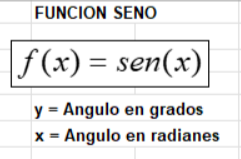 FUNCION SENO
f(x) = sen(x)
y = Angulo en grados
x = Angulo en radianes